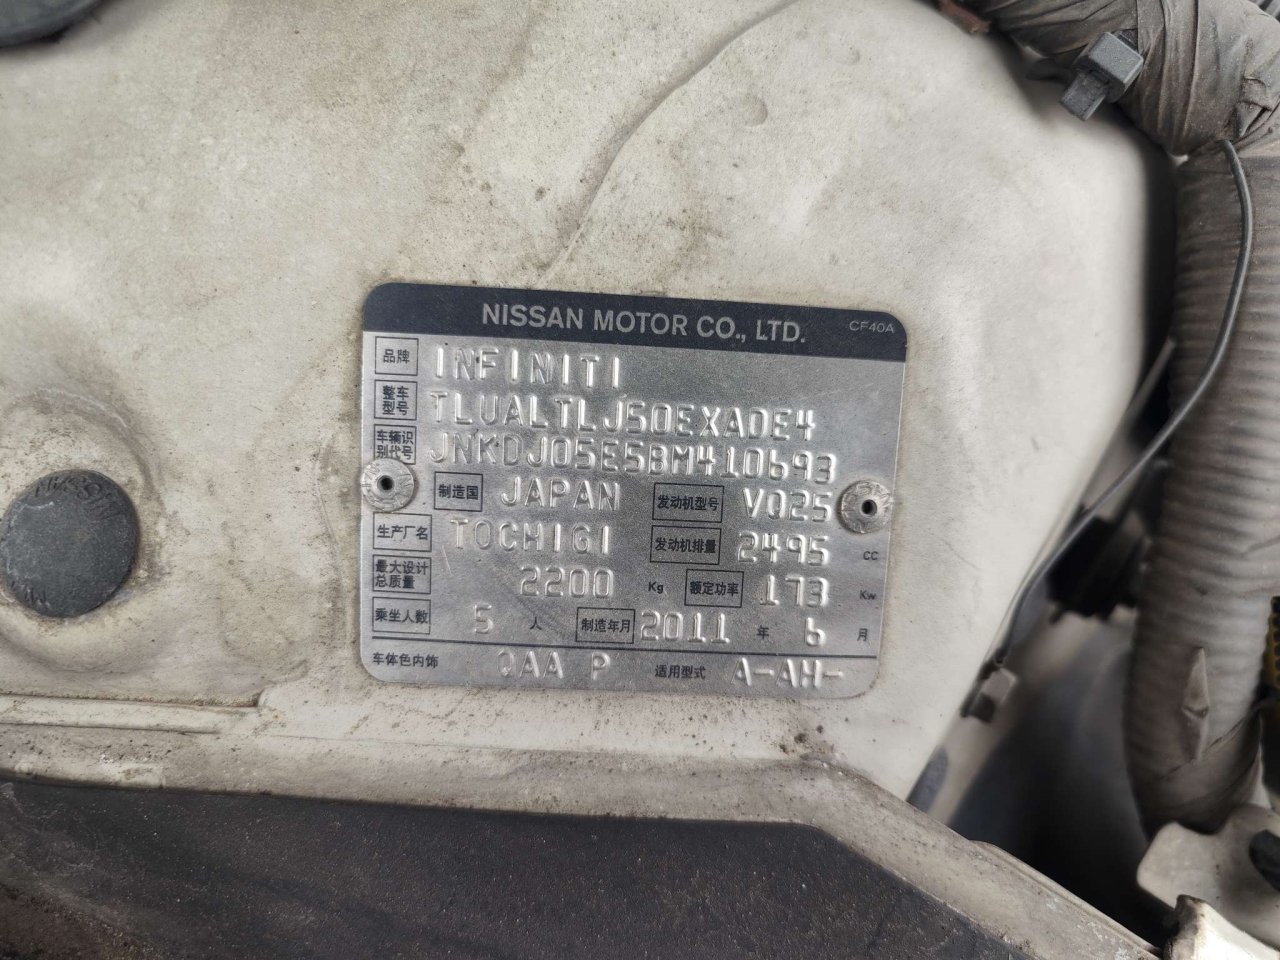 NISSAN MOTOR CO., LTD. CF40A
品牌 INFINITI
整车型号 TLUALTLJ50EXADE4
车辆识别代号 JNKDJ05E5BM410693
制造国 JAPAN 发动机型号 VQ25
生产厂名 TOCHIGI 发动机排量 2495 CC
最大设计总质量 2200 Kg 额定功率 173 Kw
乘坐人数 5 人 制造年月 2011 年 6 月
车体色内饰 QAA P 适用型式 A-AH-
NISSAN